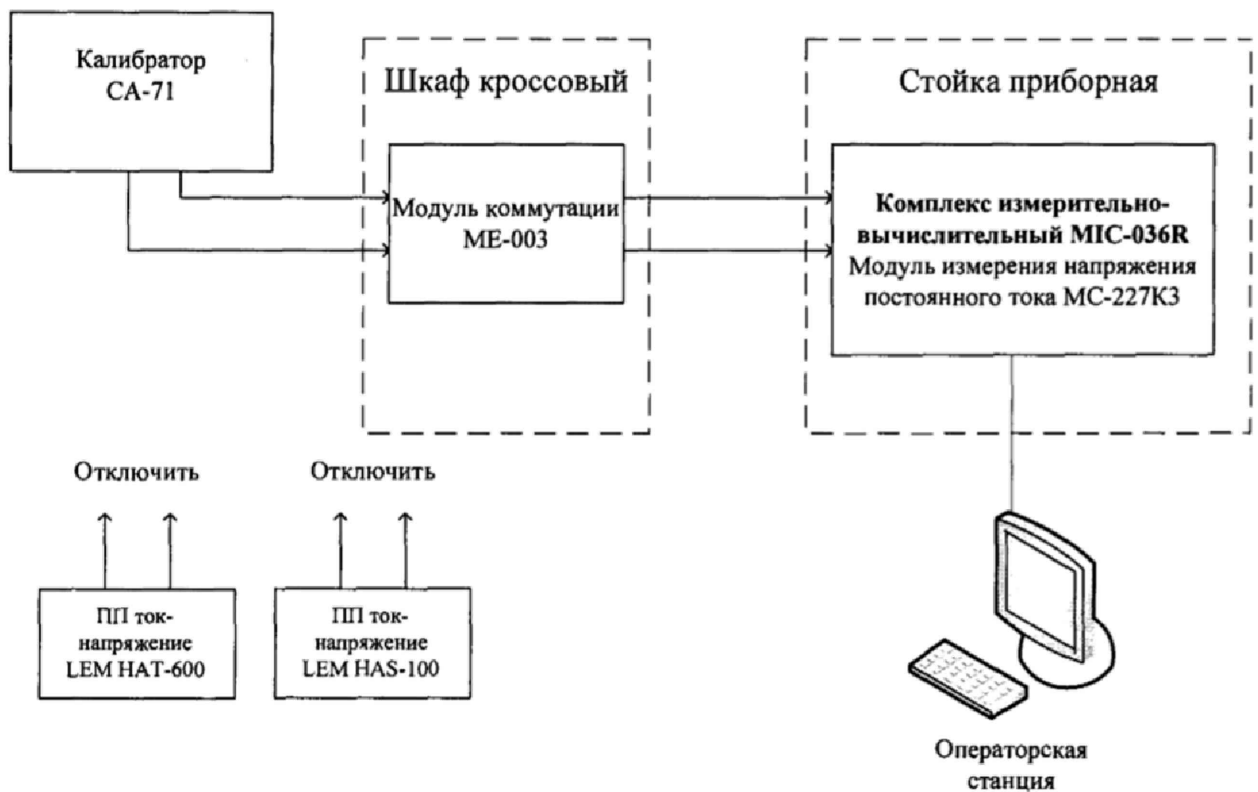 Калибратор
СА-71
Шкаф кроссовый
Модуль коммутации
МЕ-003
Стойка приборная
Комплекс измерительно-
вычислительный MIC-036R
Модуль измерения напряжения
постоянного тока МС-227К3
Отключить
Отключить
ПП ток-
напряжение
LEM HAT-600
ПП ток-
напряжение
LEM HAS-100
Операторская
станция